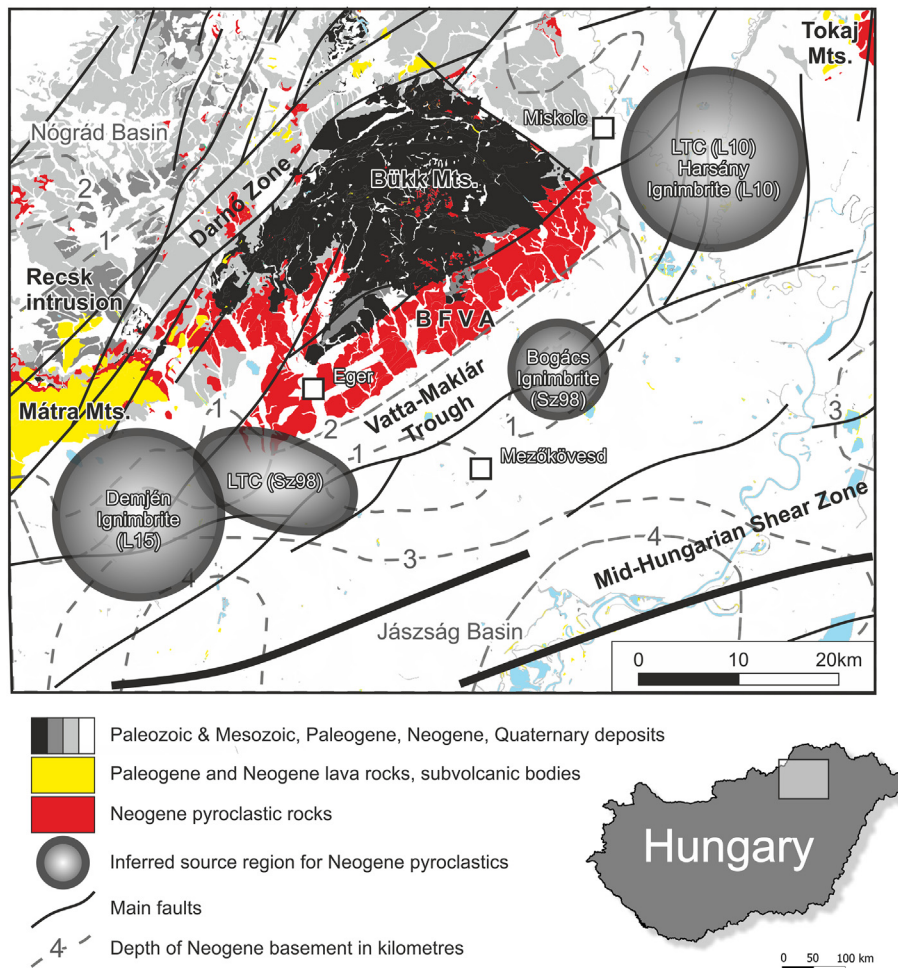 Tokaj
Mts.
Nógrád Basin
Miskolc
2
LTC (L10)
Harsány
Ignimbrite (L10)
Darnó Zone
Bükk Mts.
1
Recsk
intrusion
B F V A
Bogács
Ignimbrite
(Sz98)
Eger
Vatta-Maklár
Trough
Mátra Mts.
1
2
1
1
3
Mezőkövesd
LTC (Sz98)
Demjén
Ignimbrite
(L15)
4
3
4
Mid-Hungarian Shear Zone
Jászság Basin
0 10 20km
Paleozoic & Mesozoic, Paleogene, Neogene, Quaternary deposits
Paleogene and Neogene lava rocks, subvolcanic bodies
Neogene pyroclastic rocks
Inferred source region for Neogene pyroclastics
Main faults
4 Depth of Neogene basement in kilometres
Hungary
0 50 100 km